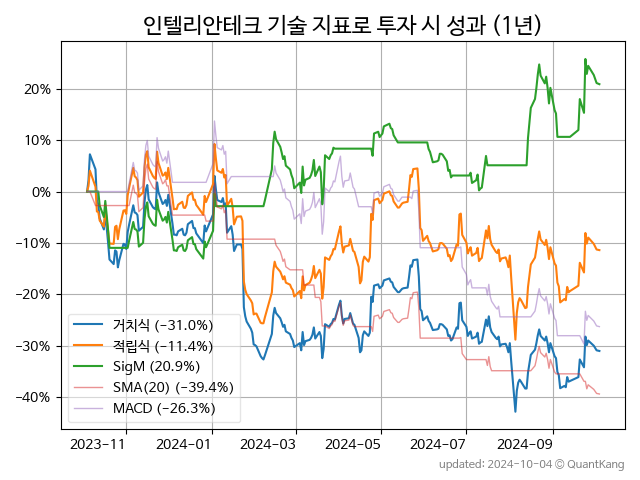 인텔리안테크 기술 지표로 투자 시 성과 (1년)
20%
10%
0%
−10%
−20%
−30%
−40%
거치식 (−31.0%)
적립식 (−11.4%)
SigM (20.9%)
SMA(20) (−39.4%)
MACD (−26.3%)
2023−11
2024−01
2024−03
2024−05
2024−07
2024−09
updated: 2024-10-04 © QuantKang